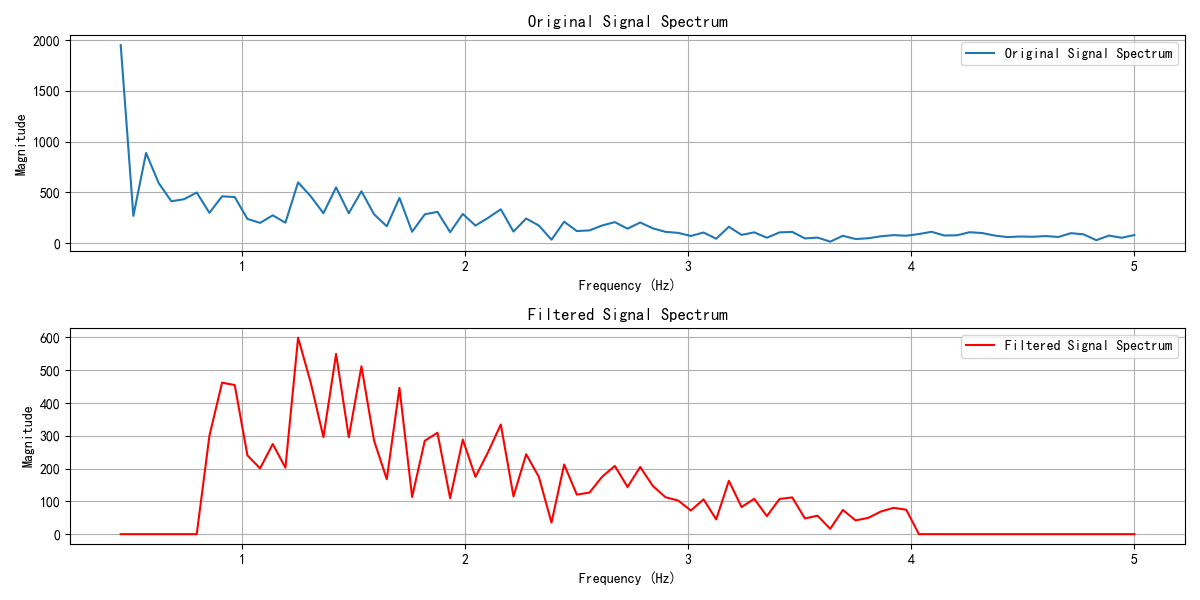 Original Signal Spectrum
2000
1500
1000
500
0
Magnitude
Original Signal Spectrum
1 2 3 4 5
Frequency (Hz)
Filtered Signal Spectrum
600
500
400
300
200
100
0
Magnitude
Filtered Signal Spectrum
1 2 3 4 5
Frequency (Hz)